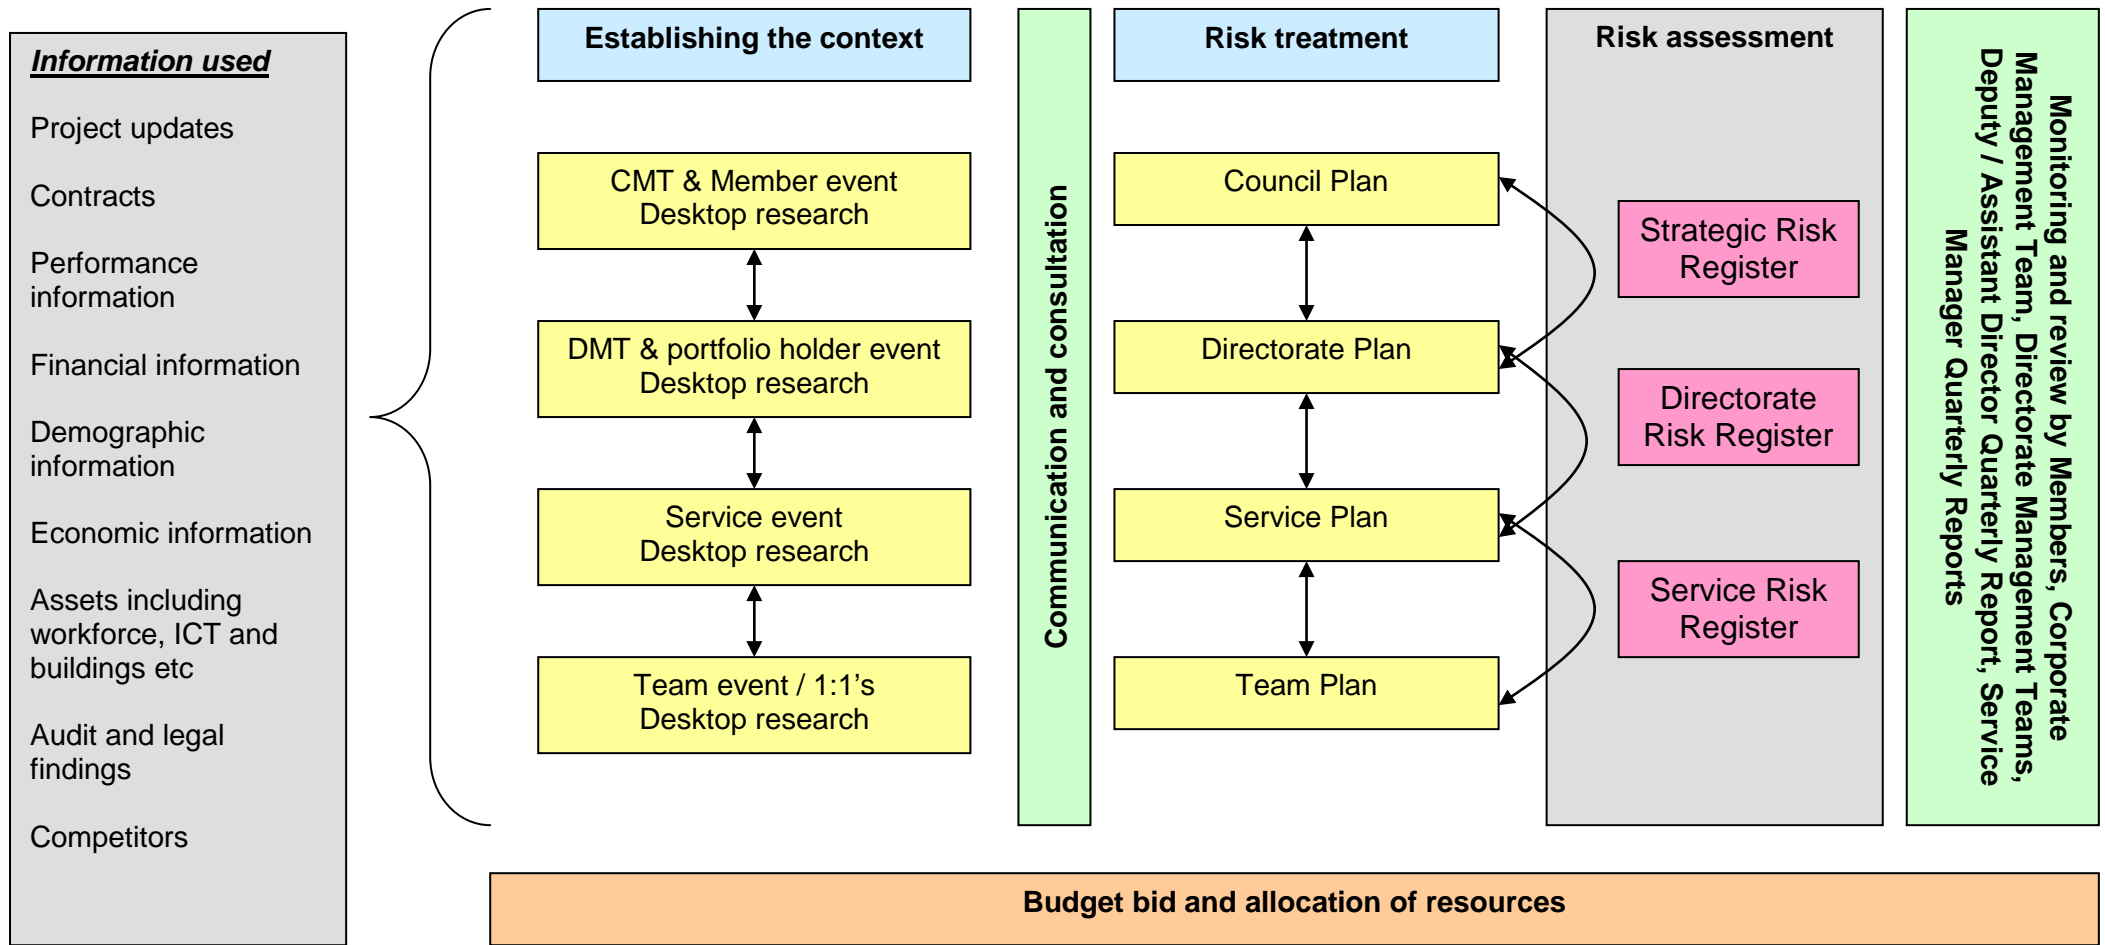 Information used
Project updates
Contracts
Performance
information
Financial information
Demographic
information
Economic information
Assets including
workforce, ICT and
buildings etc
Audit and legal
findings
Competitors
Establishing the context
CMT & Member event
Desktop research
DMT & portfolio holder event
Desktop research
Service event
Desktop research
Team event / 1:1’s
Desktop research
Communication and consultation
Risk treatment
Council Plan
Directorate Plan
Service Plan
Team Plan
Risk assessment
Strategic Risk
Register
Directorate
Risk Register
Service Risk
Register
Monitoring and review by Members, Corporate
Management Team, Directorate Management Teams,
Deputy / Assistant Director Quarterly Report, Service
Manager Quarterly Reports
Budget bid and allocation of resources